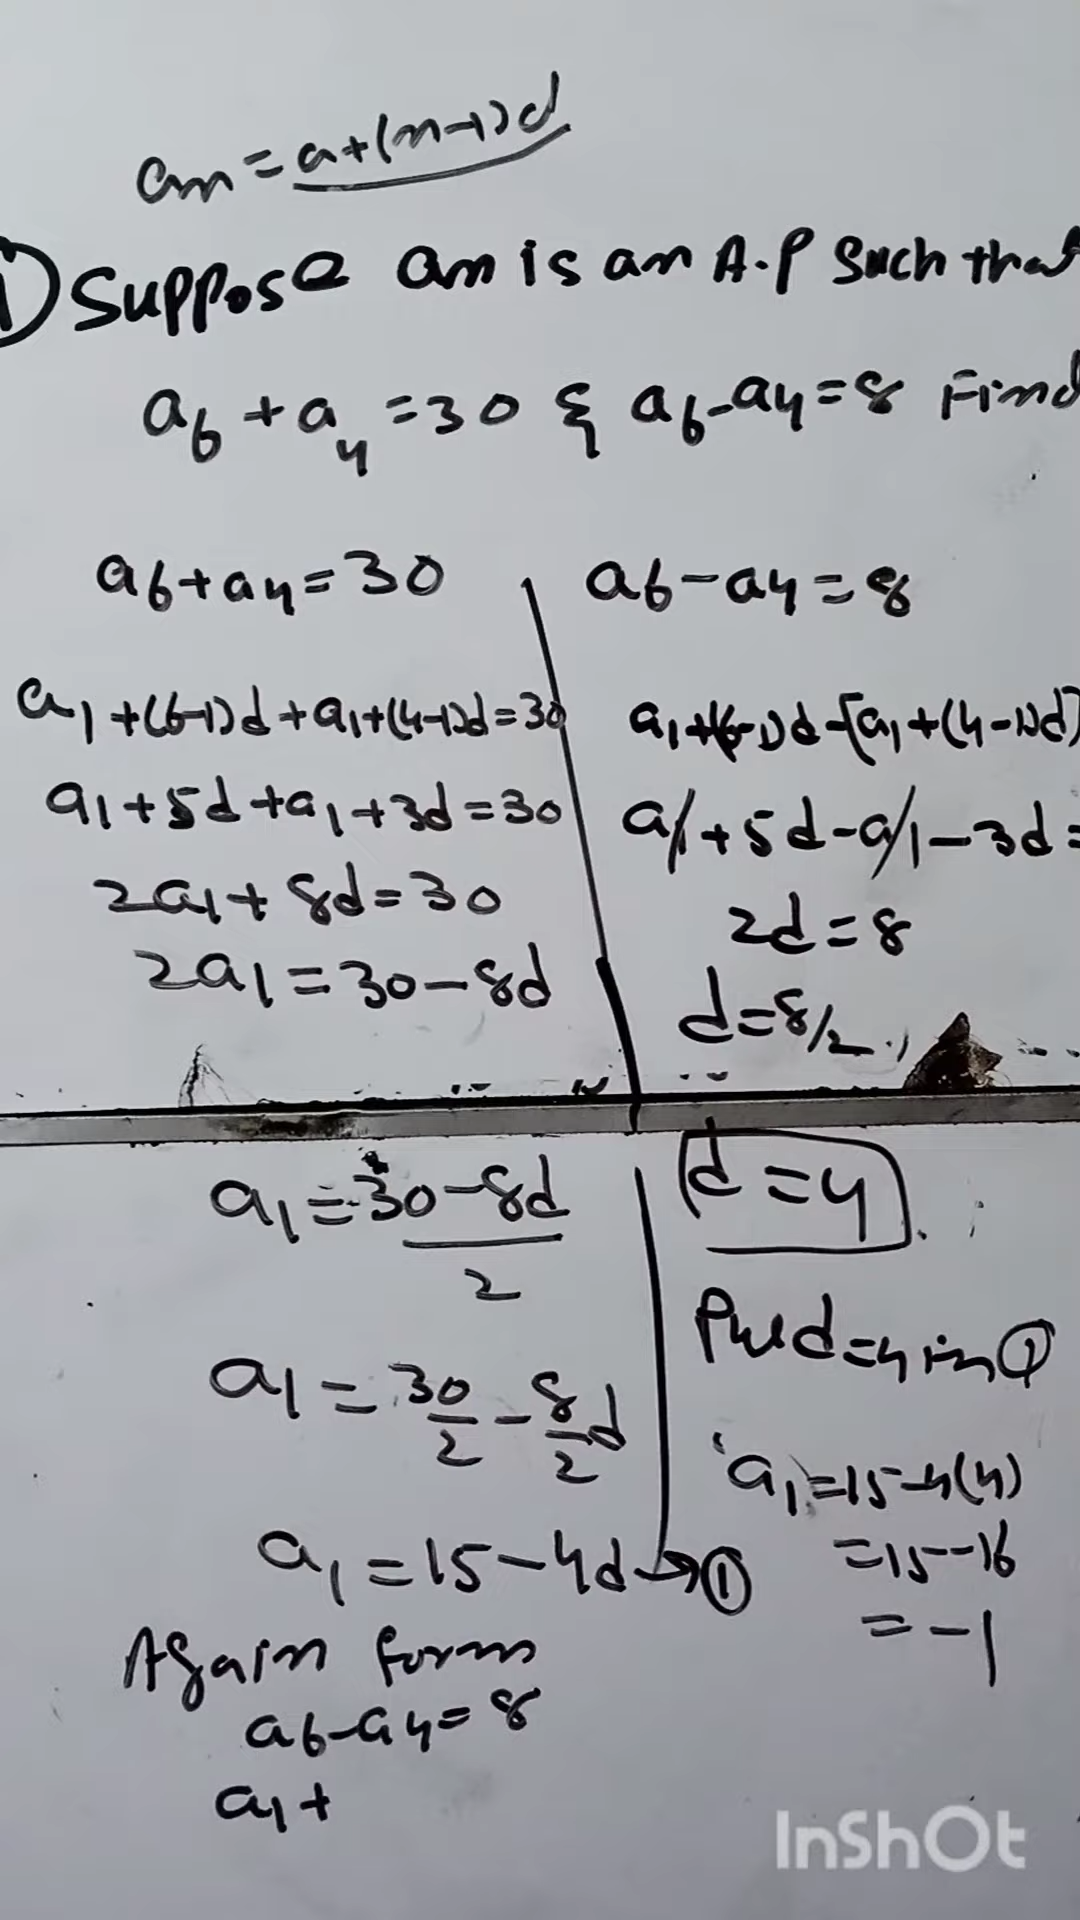 an = a+(n-1)d
1) Suppose an is an A.P Such that
a6 + a4 = 30 & a6-a4=8 Find
a6+a4=30
a1+(6-1)d+a1+(4-1)d=30
a1+5d+a1+3d=30
2a1+8d=30
2a1=30-8d
a1=30-8d
2
a1=30/2-8/2d
a1=15-4d→①
Again form
a6-a4=8
a1+
a6-a4=8
a1+(6-1)d-[a1+(4-1)d]
a1+5d-a1-3d=
2d=8
d=8/2
d=4
Put d=4 in ①
a1=15-4(4)
=15-16
=-1
InShOt